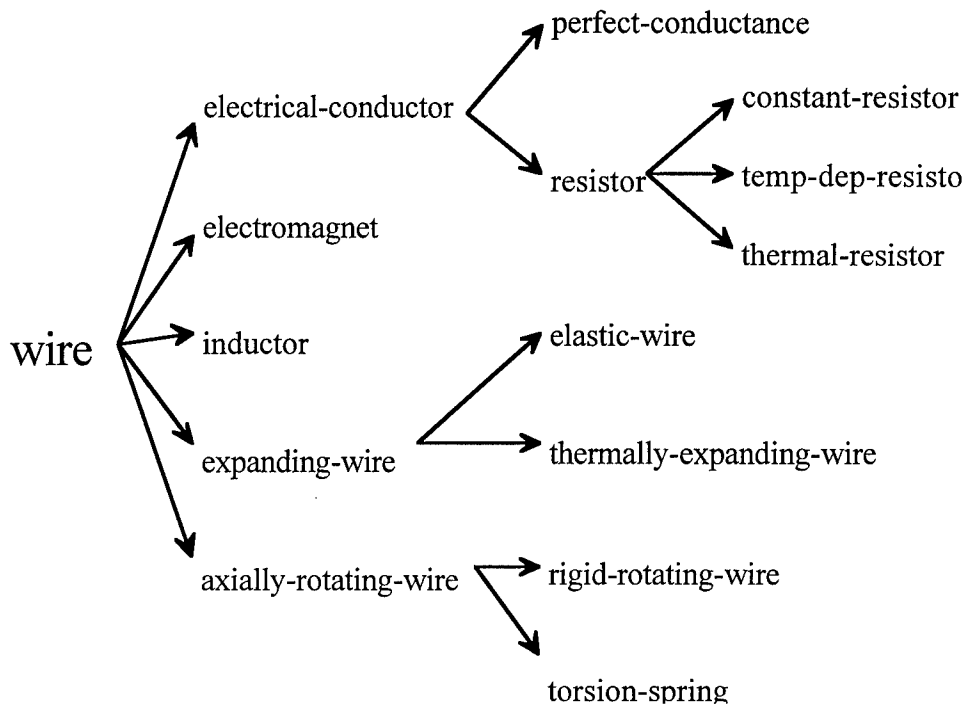 perfect-conductance
electrical-conductor
constant-resistor
resistor
temp-dep-resisto
electromagnet
thermal-resistor
wire
inductor
elastic-wire
expanding-wire
thermally-expanding-wire
axially-rotating-wire
rigid-rotating-wire
torsion-spring